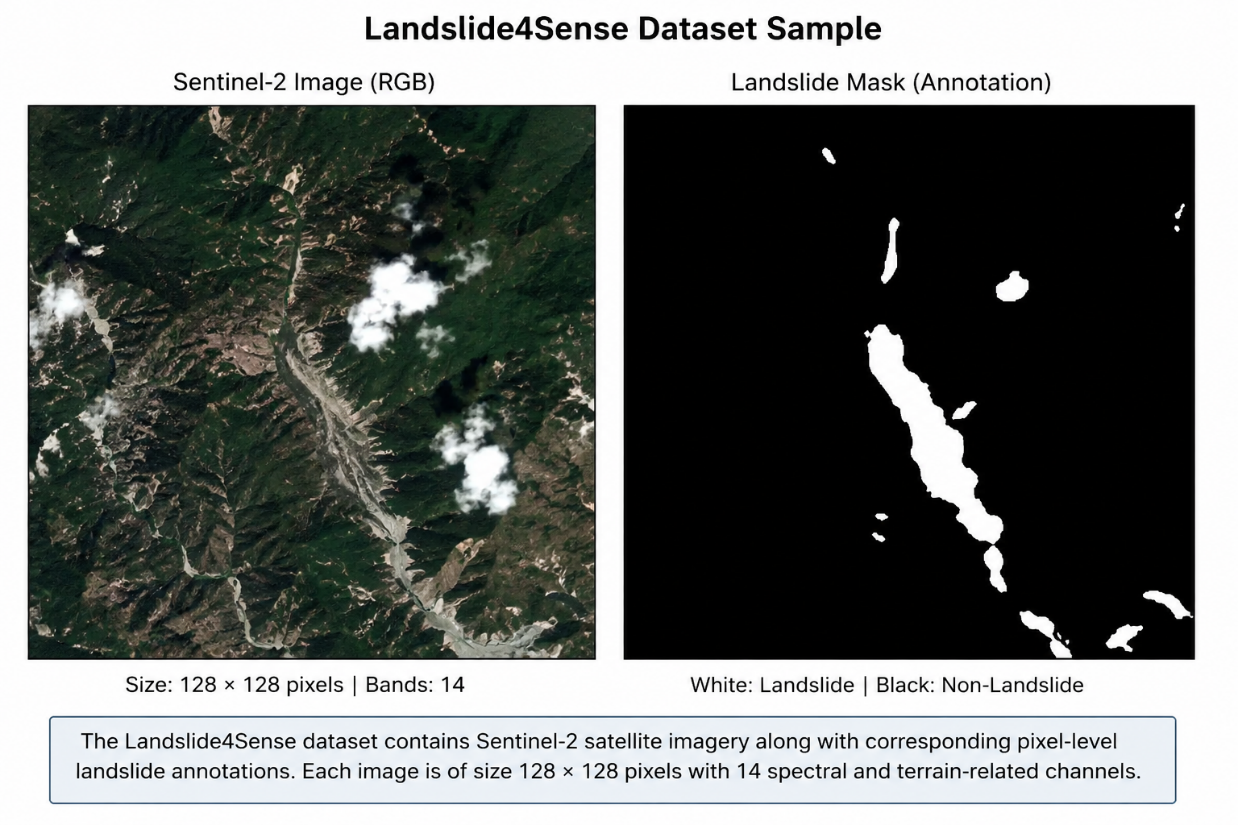 Landslide4Sense Dataset Sample
Sentinel-2 Image (RGB)
Landslide Mask (Annotation)
Size: 128 × 128 pixels | Bands: 14
White: Landslide | Black: Non-Landslide
The Landslide4Sense dataset contains Sentinel-2 satellite imagery along with corresponding pixel-level
landslide annotations. Each image is of size 128 × 128 pixels with 14 spectral and terrain-related channels.